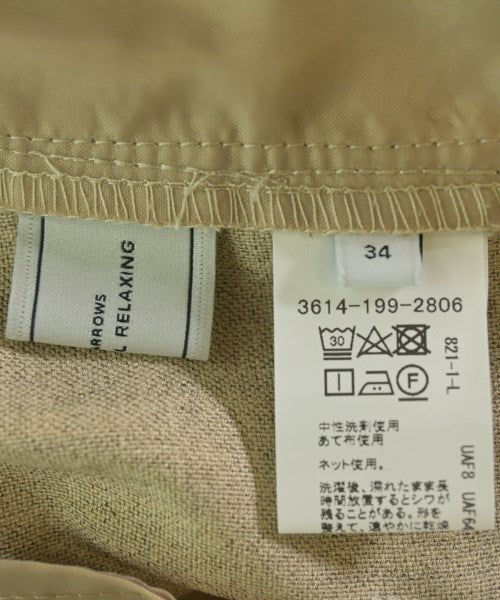 ARROWS
L RELAXING
34
3614-199-2806
30
F
821-1-L
中性洗剤使用
あて布使用
ネット使用。
洗濯後、濡れたまま長
時間放置するとシワが
残ることがある。形を
整えて、速やかに乾燥
UAF8 UAF64